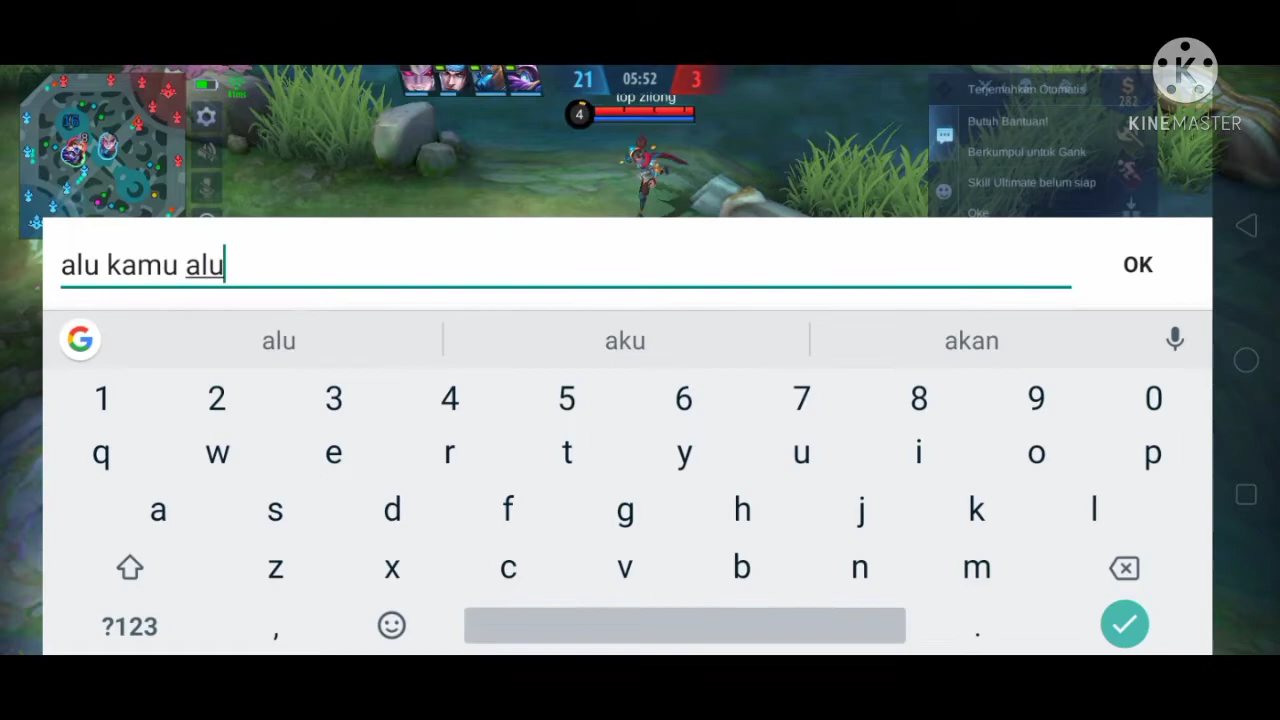 21 05:52 3
top zilong
4
Terjemahkan Otomatis
282
Butuh Bantuan!
KINEMASTER
Berkumpul untuk Gank
Skill Ultimate belum siap
Oke
alu kamu alu
OK
alu aku akan
1 2 3 4 5 6 7 8 9 0
q w e r t y u i o p
a s d f g h j k l
z x c v b n m
?123 , .